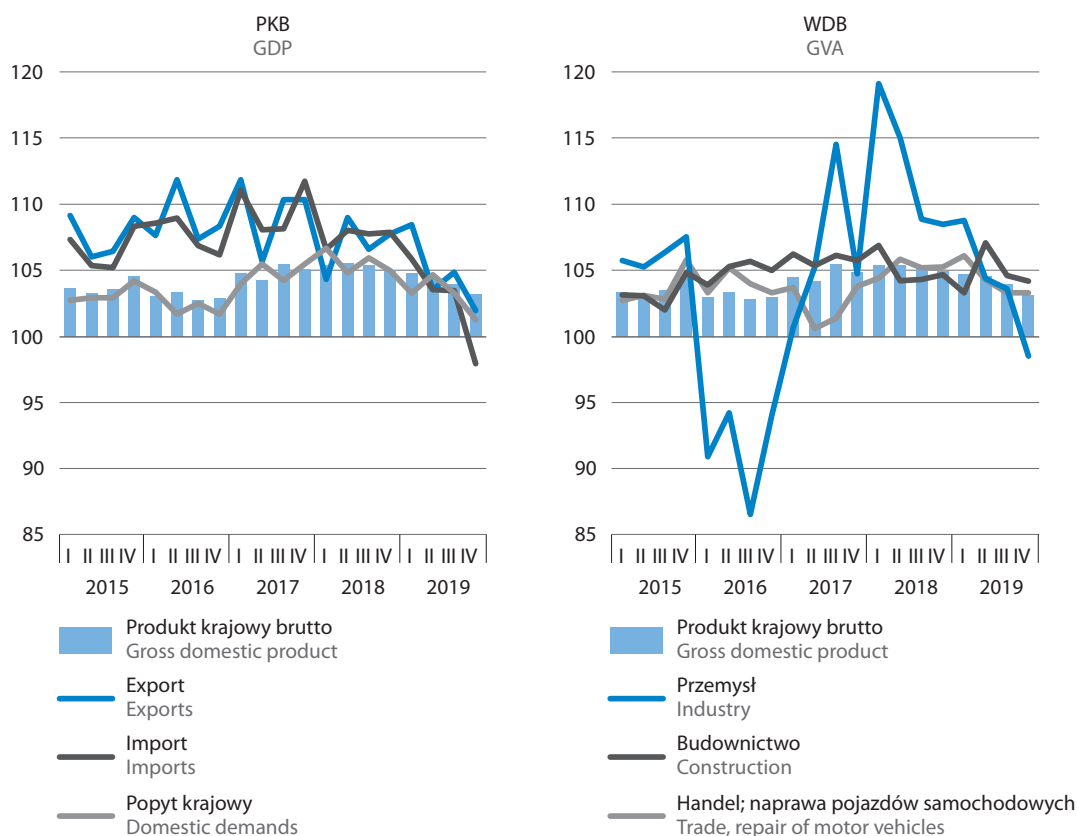 PKB
GDP
120
115
110
105
100
95
90
85
I II III IV I II III IV I II III IV I II III IV I II III IV
2015 2016 2017 2018 2019
Produkt krajowy brutto
Gross domestic product
Export
Exports
Import
Imports
Popyt krajowy
Domestic demands
WDB
GVA
120
115
110
105
100
95
90
85
I II III IV I II III IV I II III IV I II III IV I II III IV
2015 2016 2017 2018 2019
Produkt krajowy brutto
Gross domestic product
Przemysł
Industry
Budownictwo
Construction
Handel; naprawa pojazdów samochodowych
Trade, repair of motor vehicles